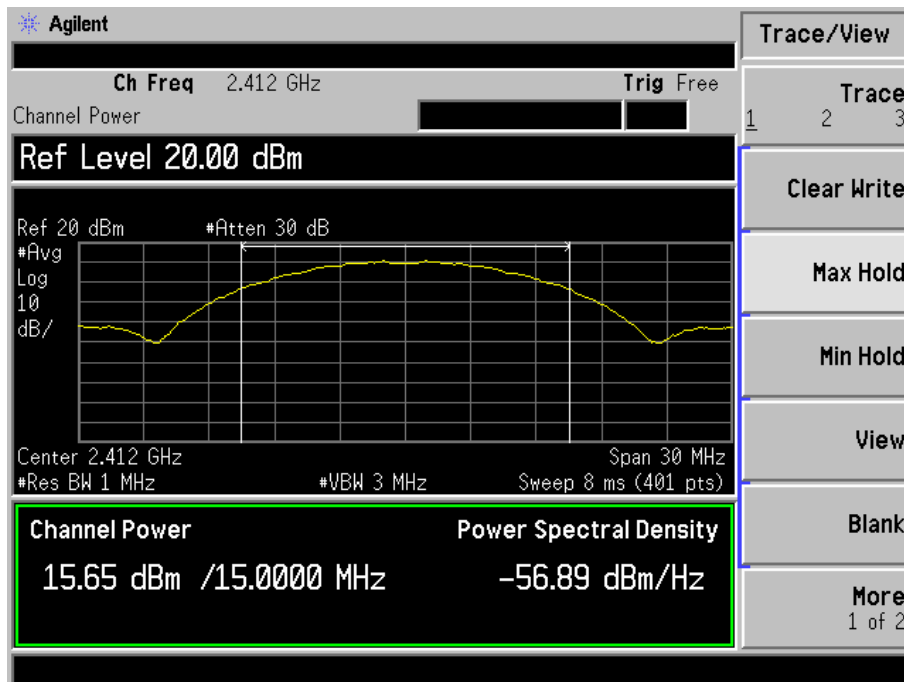 Agilent
Trace/View
Ch Freq 2.412 GHz Trig Free
Channel Power
Trace
1 2 3
Ref Level 20.00 dBm
Clear Write
Ref 20 dBm #Atten 30 dB
#Avg
Log
10
dB/
Max Hold
Min Hold
View
Center 2.412 GHz Span 30 MHz
#Res BW 1 MHz #VBW 3 MHz Sweep 8 ms (401 pts)
Channel Power Power Spectral Density
15.65 dBm /15.0000 MHz -56.89 dBm/Hz
Blank
More
1 of 2